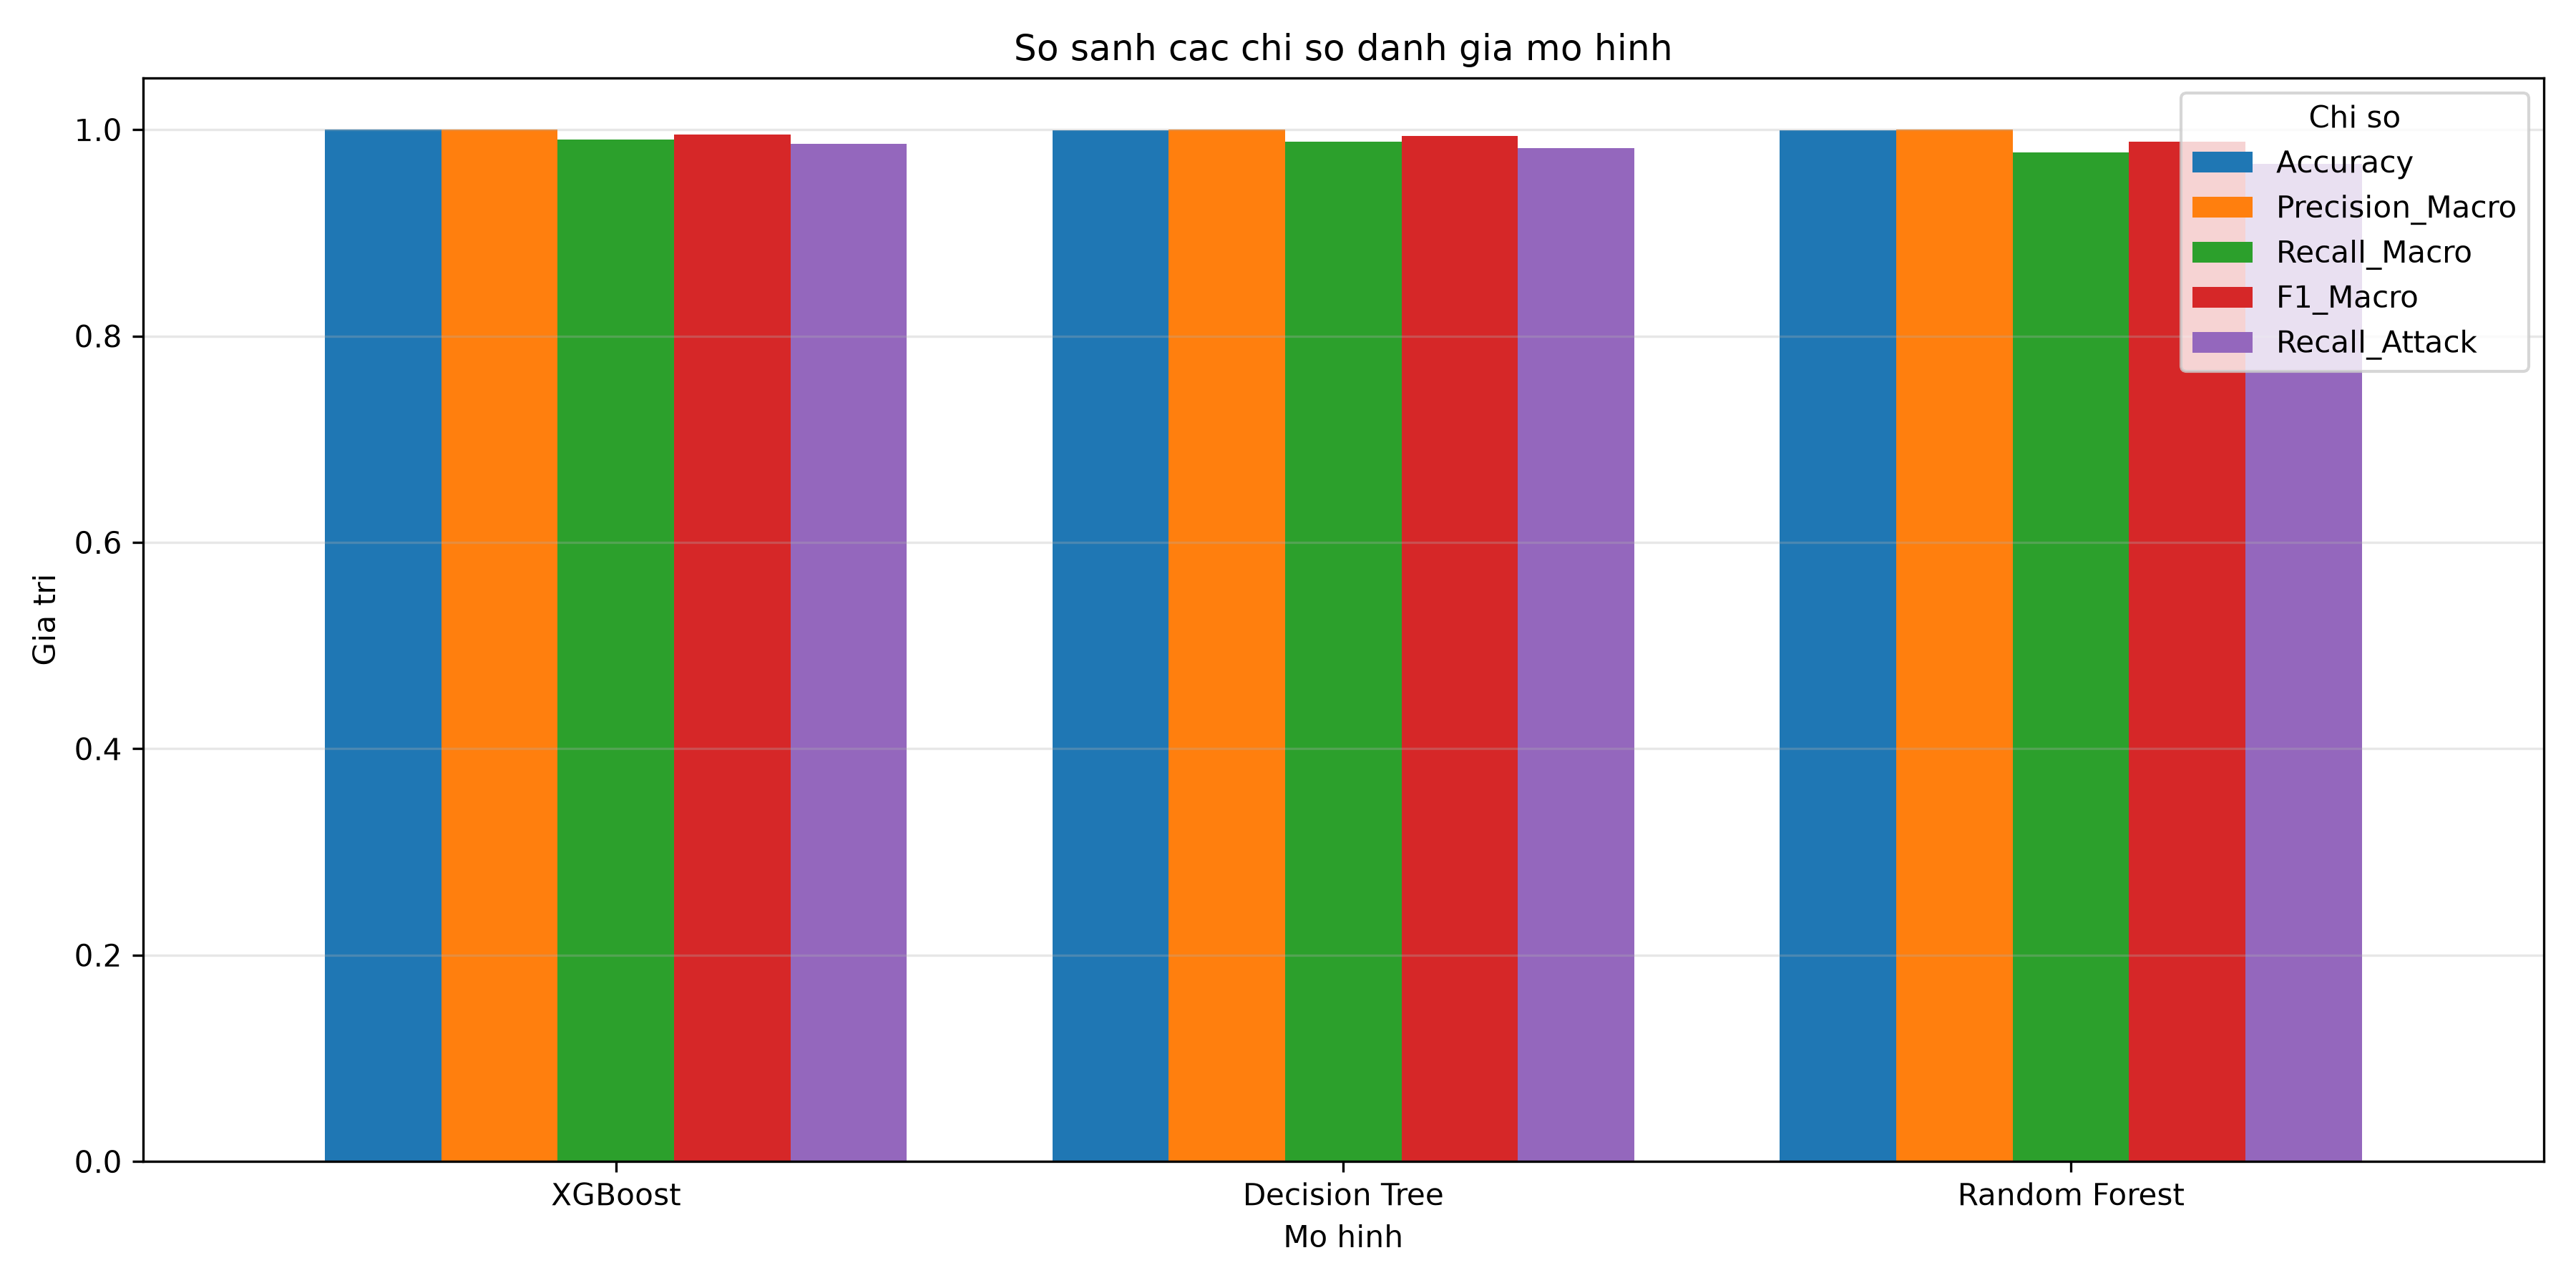 So sanh cac chi so danh gia mo hinh
Gia tri
1.0
0.8
0.6
0.4
0.2
0.0
Chi so
Accuracy
Precision_Macro
Recall_Macro
F1_Macro
Recall_Attack
XGBoost
Decision Tree
Random Forest
Mo hinh